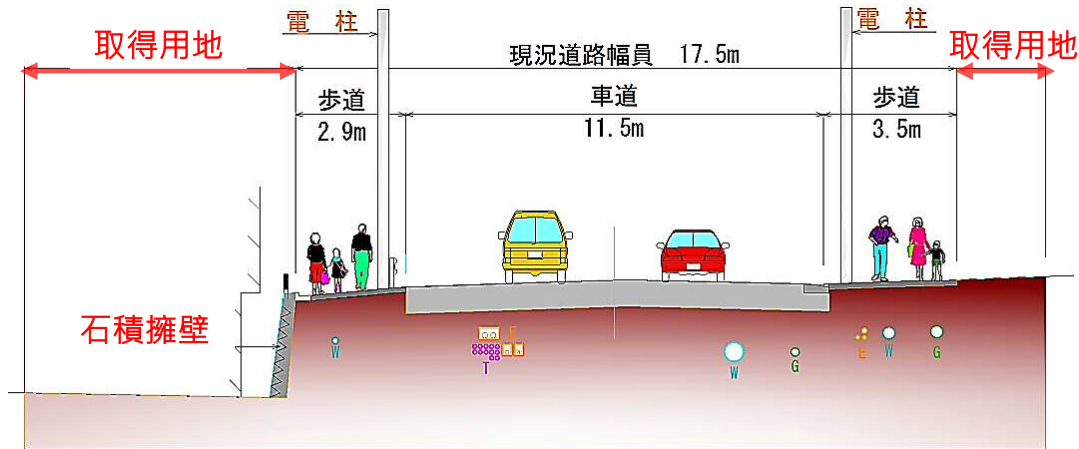 電 柱
電 柱
取得用地
取得用地
現況道路幅員 17.5m
歩道
2.9m
車道
11.5m
歩道
3.5m
石積擁壁
W
E
T
W
G
E
W
G